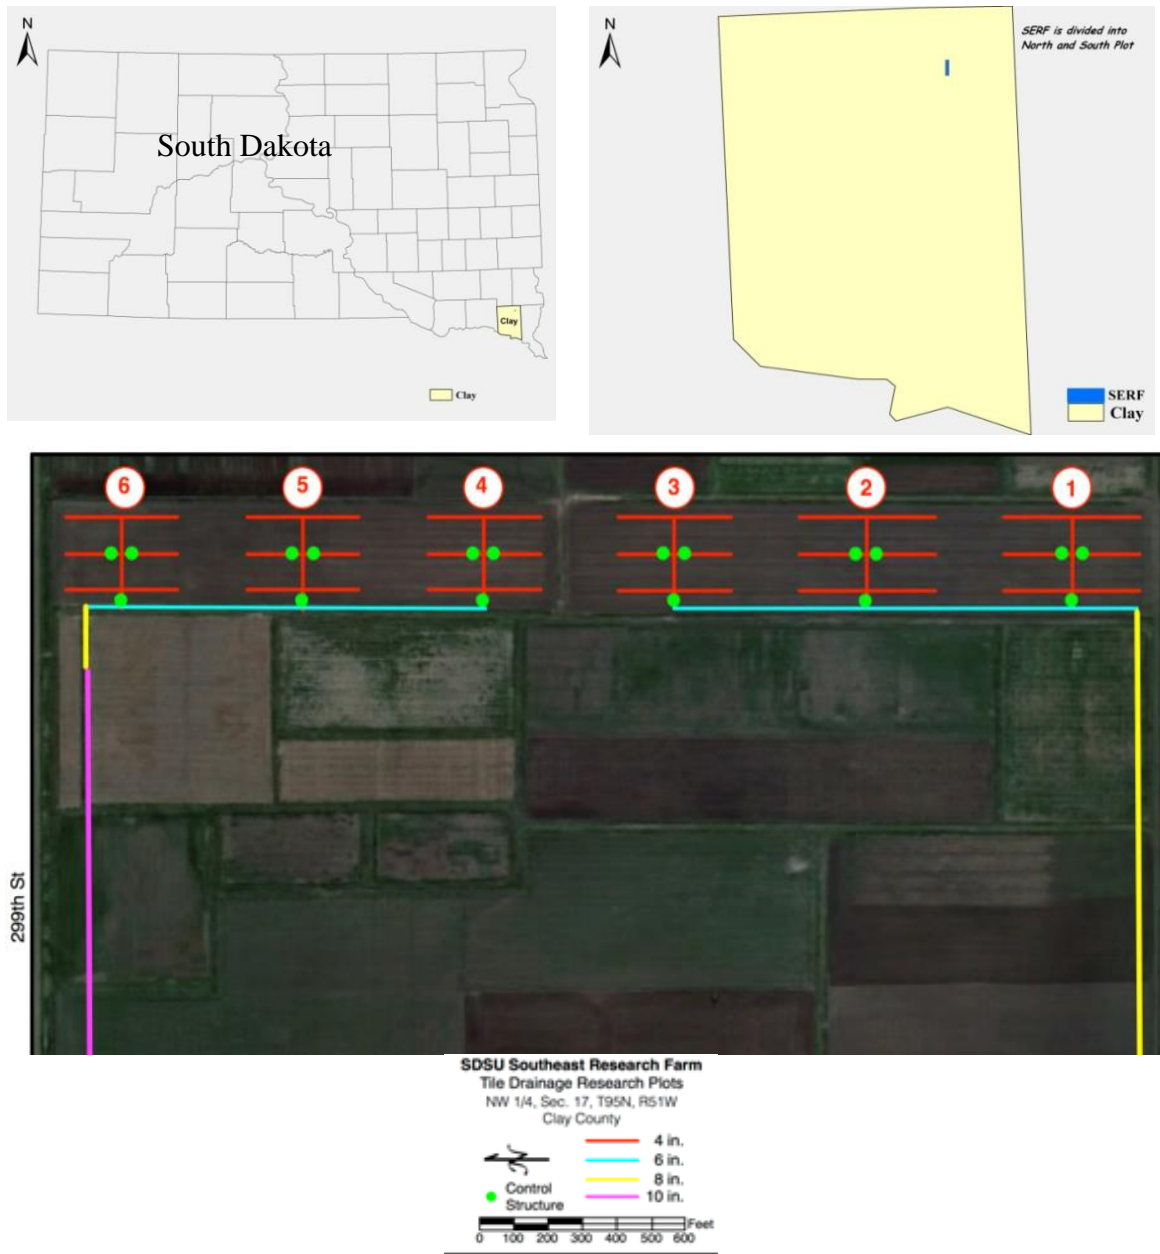 N
South Dakota
Clay
Clay
N
SERF is divided into
North and South Plot
SERF
Clay
6
5
4
3
2
1
299th St
SDSU Southeast Research Farm
Tile Drainage Research Plots
NW 1/4, Sec. 17, T95N, R51W
Clay County
4 in.
6 in.
8 in.
10 in.
Control
Structure
Feet
0 100 200 300 400 500 600